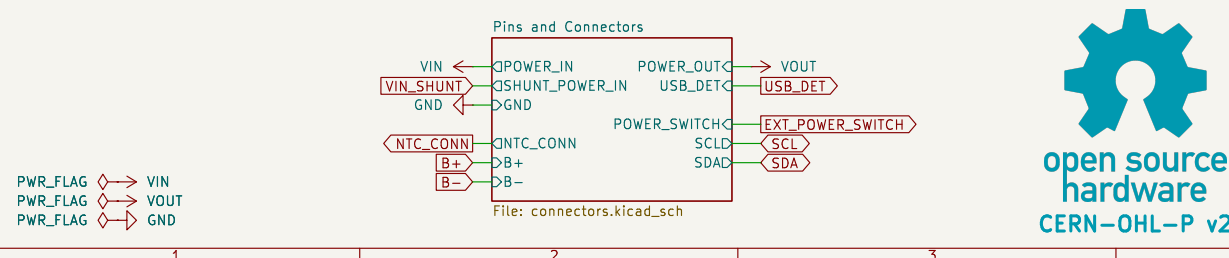 Pins and Connectors
VIN POWER_IN POWER_OUT VOUT
VIN_SHUNT SHUNT_POWER_IN USB_DET USB_DET
GND GND
POWER_SWITCH EXT_POWER_SWITCH
NTC_CONN NTC_CONN SCL SCL
B+ B+ SDA SDA
B- B-
File: connectors.kicad_sch
PWR_FLAG VIN
PWR_FLAG VOUT
PWR_FLAG GND
open source
hardware
CERN-OHL-P v2
1 2 3